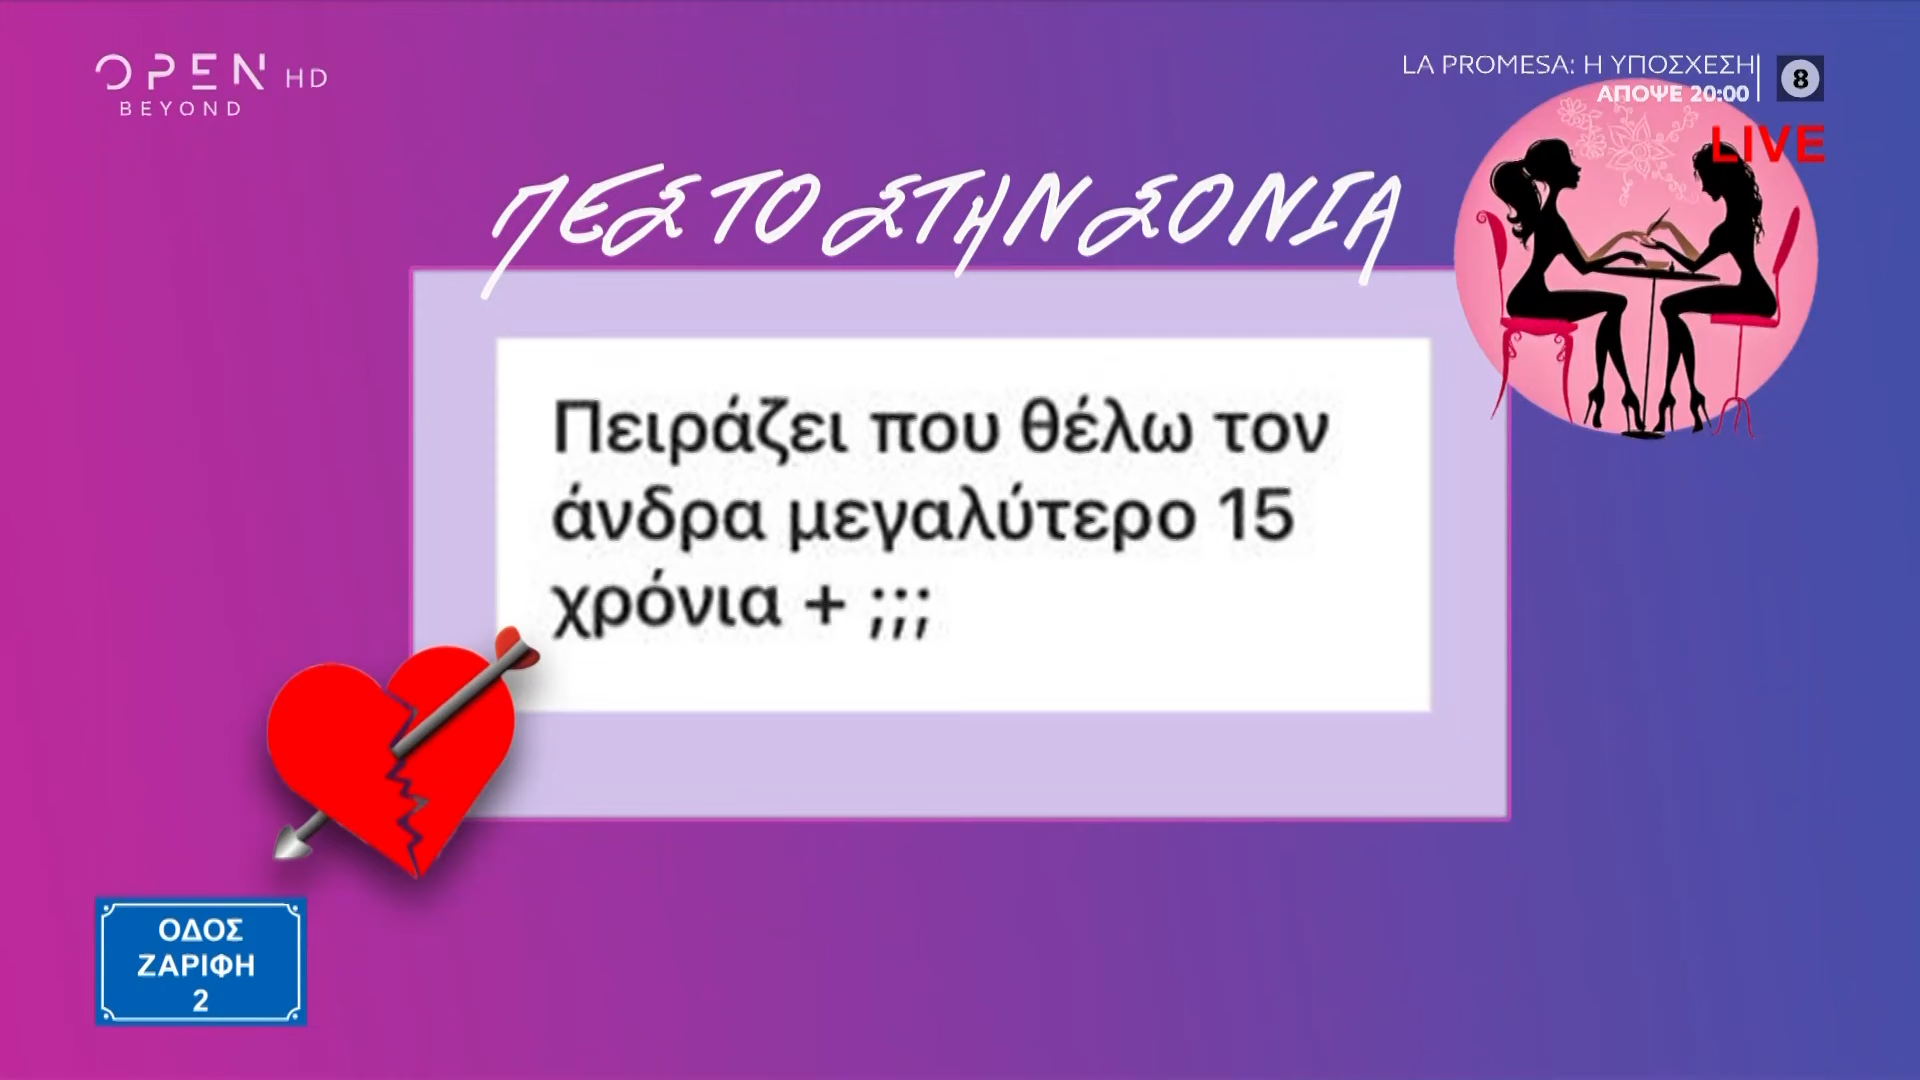 OPEN HD
BEYOND
LA PROMESA: Η ΥΠΟΣΧΕΣΗ
ΑΠΟΨΕ 20:00
8
LIVE
ΠΕΣ ΤΟ ΣΤΗΝ ΣΟΝΙΑ
Πειράζει που θέλω τον
άνδρα μεγαλύτερο 15
χρόνια + ;;;
ΟΔΟΣ
ΖΑΡΙΦΗ
2